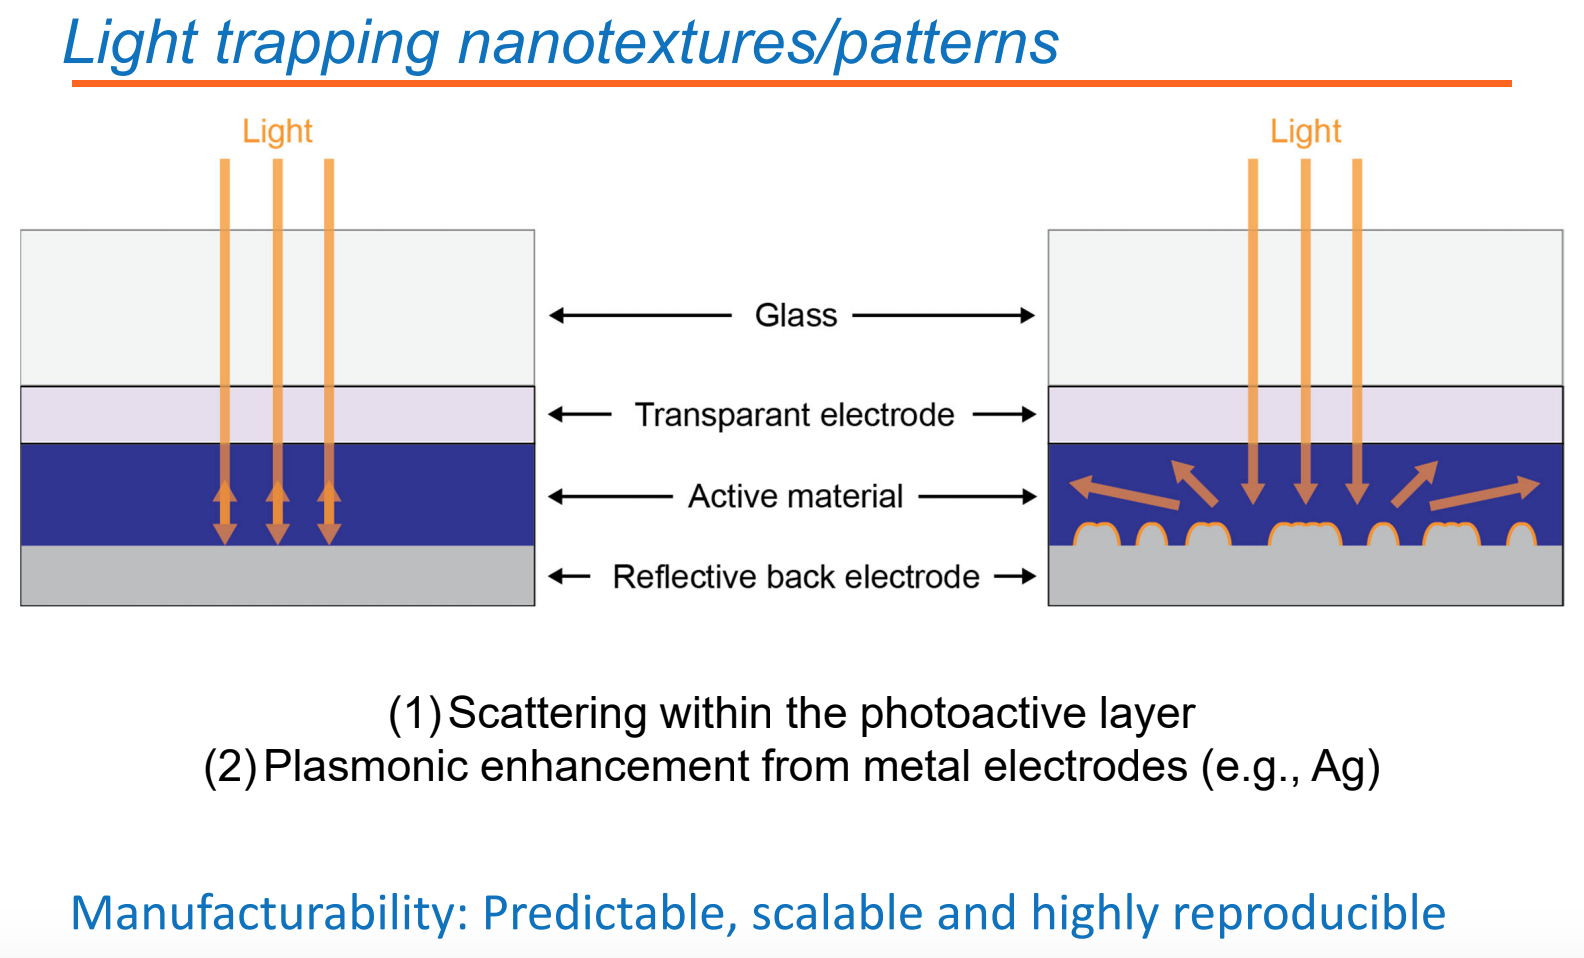 Light trapping nanotextures/patterns
Light
Light
Glass
Transparant electrode
Active material
Reflective back electrode
(1) Scattering within the photoactive layer
(2) Plasmonic enhancement from metal electrodes (e.g., Ag)
Manufacturability: Predictable, scalable and highly reproducible